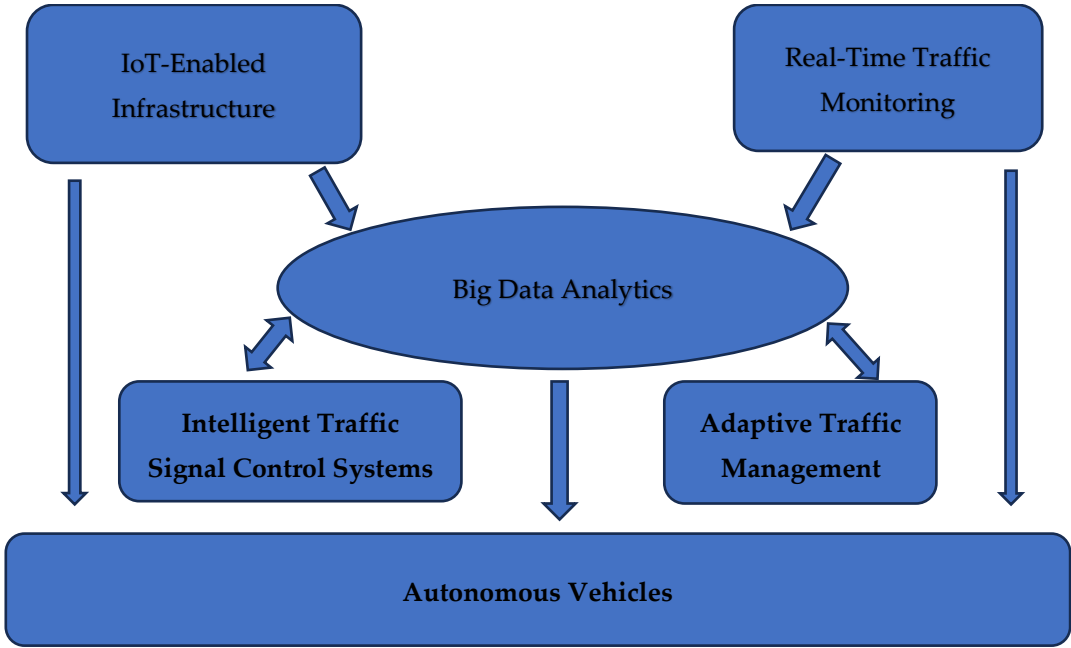 IoT-Enabled
Infrastructure
Real-Time Traffic
Monitoring
Big Data Analytics
Intelligent Traffic
Signal Control Systems
Adaptive Traffic
Management
Autonomous Vehicles